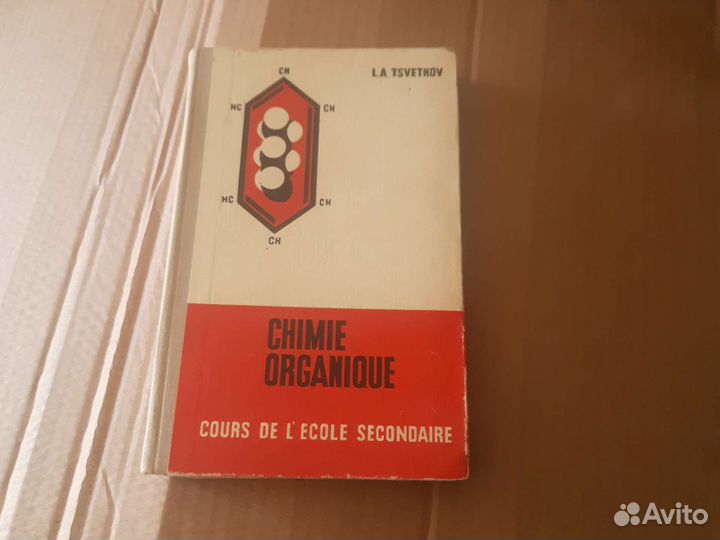 L.A. TSVETKOV
CH
HC CH
HC CH
CH
CHIMIE
ORGANIQUE
COURS DE L'ECOLE SECONDAIRE
Avito